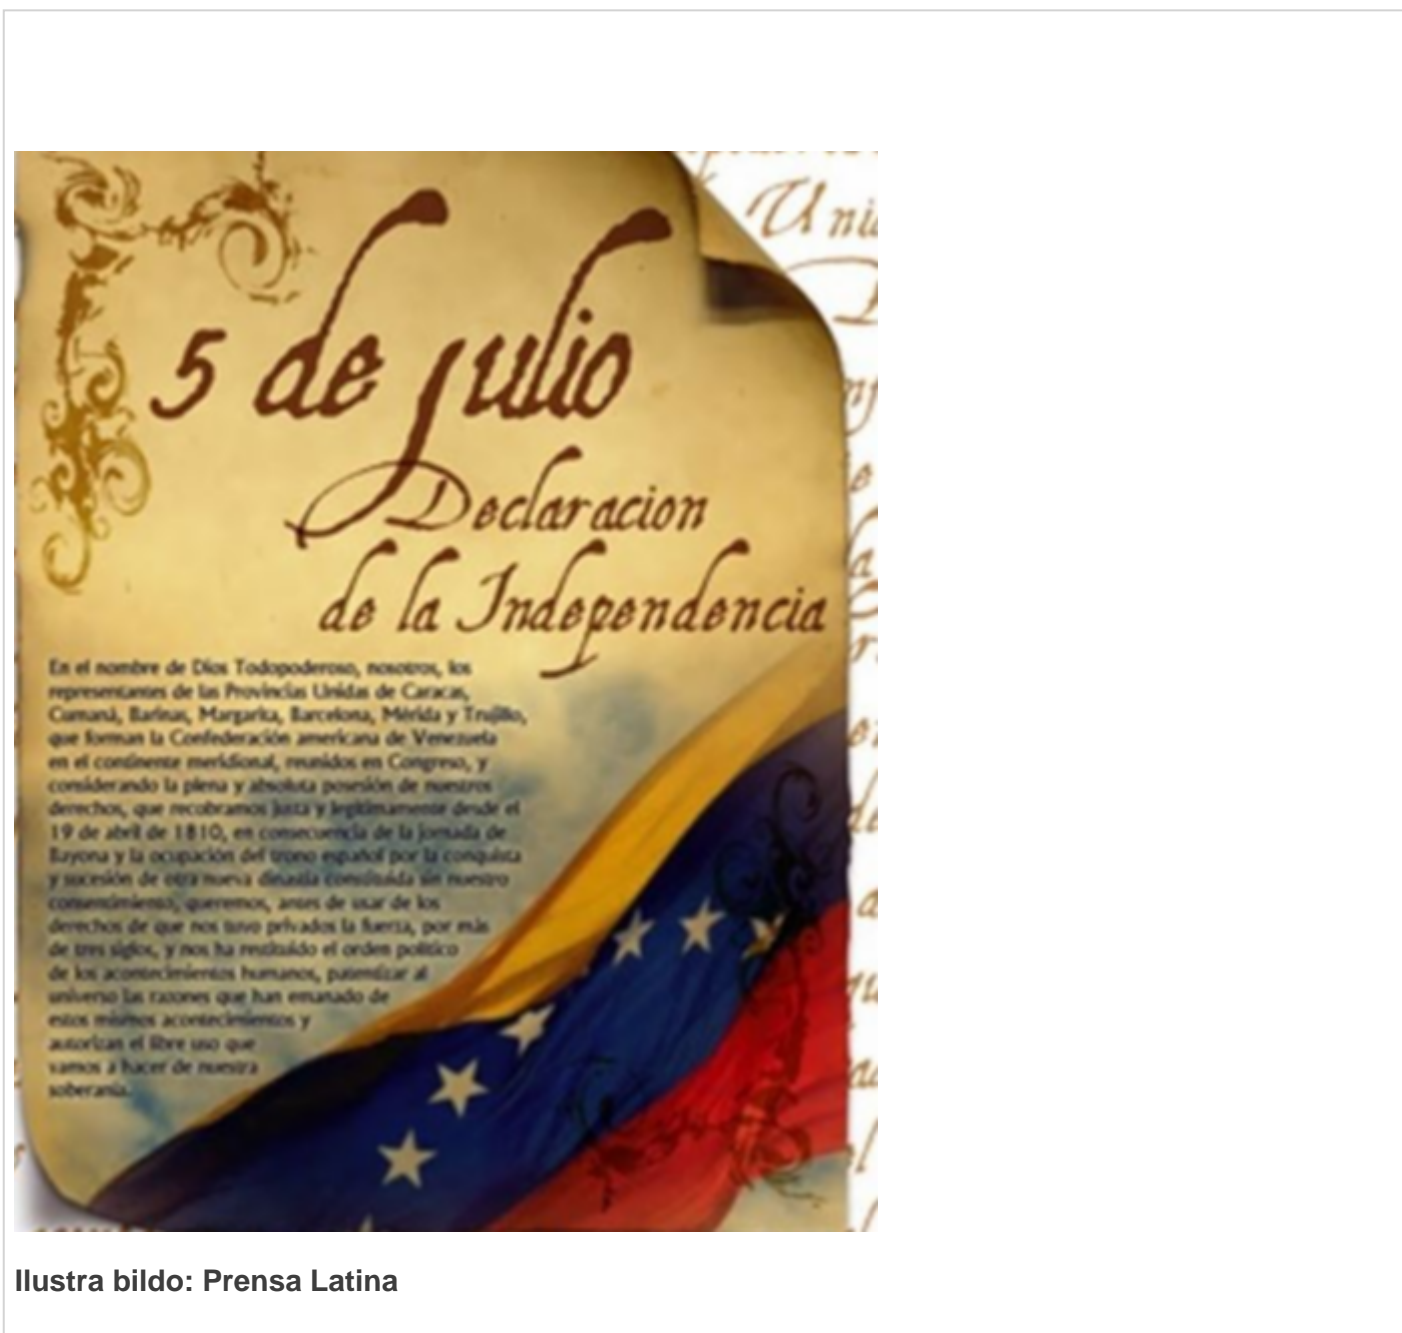 5 de julio
Declaracion
de la Independencia
En el nombre de Dios Todopoderoso, nosotros, los
representantes de las Provincias Unidas de Caracas,
Cumaná, Barinas, Margarita, Barcelona, Mérida y Trujillo,
que forman la Confederación americana de Venezuela
en el continente meridional, reunidos en Congreso, y
considerando la plena y absoluta posesión de nuestros
derechos, que recobramos justa y legítimamente desde el
19 de abril de 1810, en consecuencia de la jornada de
Bayona y la ocupación del trono español por la conquista
y sucesión de otra nueva dinastía constituida sin nuestro
consentimiento, queremos, antes de usar de los
derechos de que nos tuvo privados la fuerza, por más
de tres siglos, y nos ha restituido el orden político
de los acontecimientos humanos, patentizar al
universo las razones que han emanado de
estos mismos acontecimientos y
autorizan el libre uso que
vamos a hacer de nuestra
soberanía.
Ilustra bildo: Prensa Latina